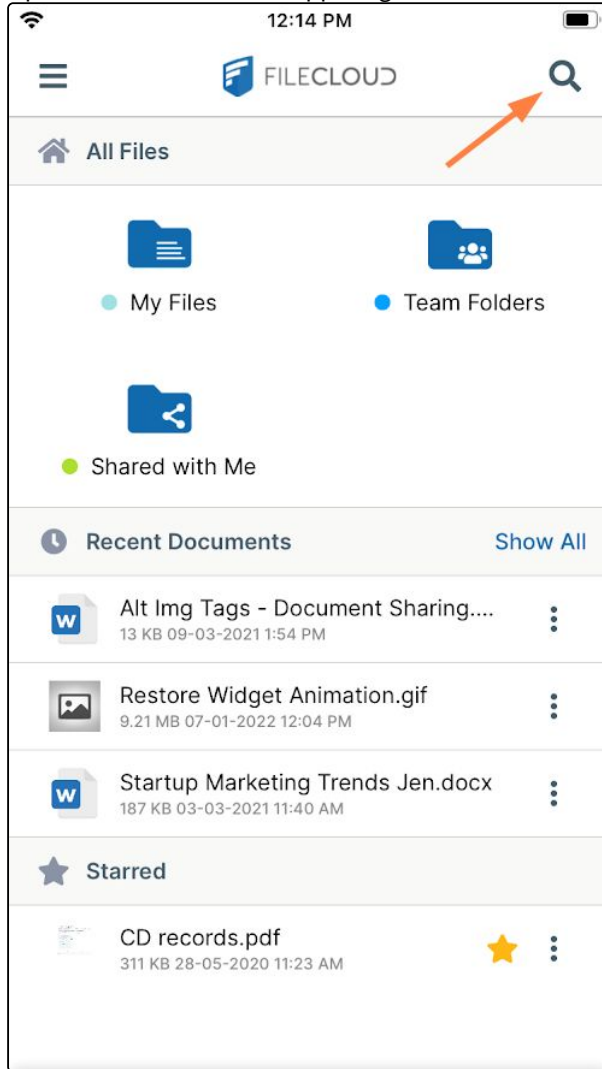 12:14 PM
FILECLOUD
All Files
My Files
Team Folders
Shared with Me
Recent Documents
Show All
Alt Img Tags - Document Sharing....
13 KB 09-03-2021 1:54 PM
Restore Widget Animation.gif
9.21 MB 07-01-2022 12:04 PM
W
Startup Marketing Trends Jen.docx
187 KB 03-03-2021 11:40 AM
W
Starred
CD records.pdf
311 KB 28-05-2020 11:23 AM